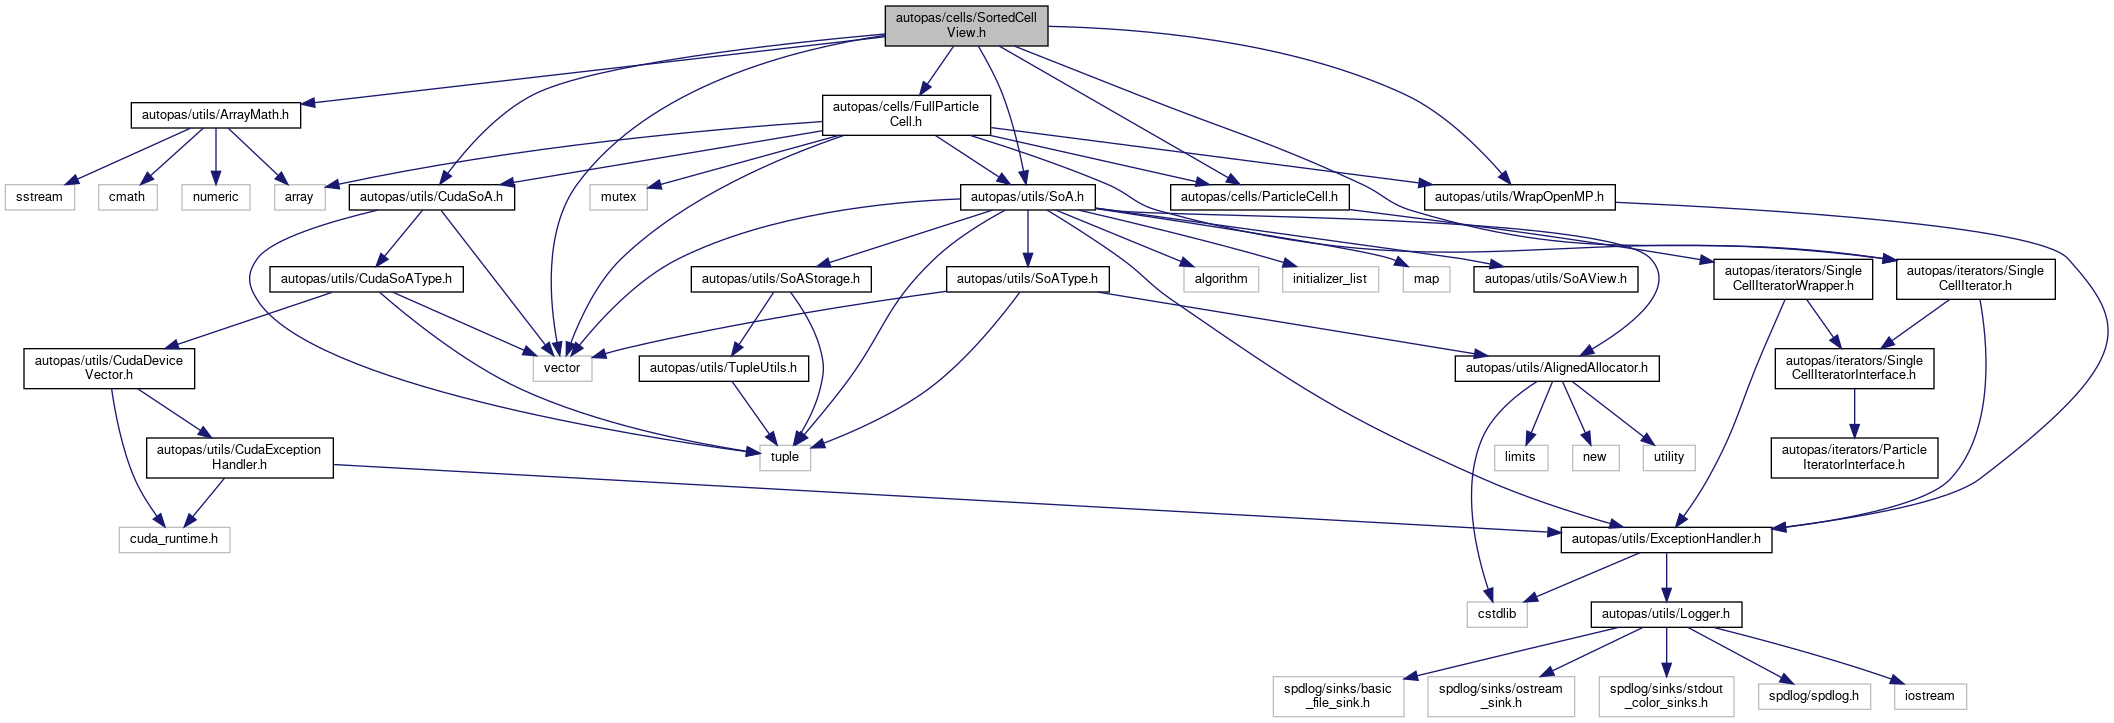 autopas/cells/SortedCell
View.h
autopas/utils/ArrayMath.h
autopas/cells/FullParticle
Cell.h
sstream
cmath
numeric
array
autopas/utils/CudaSoA.h
mutex
autopas/utils/SoA.h
autopas/cells/ParticleCell.h
autopas/utils/WrapOpenMP.h
autopas/utils/CudaSoAType.h
autopas/utils/SoAStorage.h
autopas/utils/SoAType.h
algorithm
initializer_list
map
autopas/utils/SoAView.h
autopas/iterators/Single
CellIteratorWrapper.h
autopas/iterators/Single
CellIterator.h
autopas/utils/CudaDevice
Vector.h
vector
autopas/utils/TupleUtils.h
autopas/utils/AlignedAllocator.h
autopas/iterators/Single
CellIteratorInterface.h
autopas/utils/CudaException
Handler.h
tuple
limits
new
utility
autopas/iterators/Particle
IteratorInterface.h
cuda_runtime.h
autopas/utils/ExceptionHandler.h
cstdlib
autopas/utils/Logger.h
spdlog/sinks/basic
_file_sink.h
spdlog/sinks/ostream
_sink.h
spdlog/sinks/stdout
_color_sinks.h
spdlog/spdlog.h
iostream